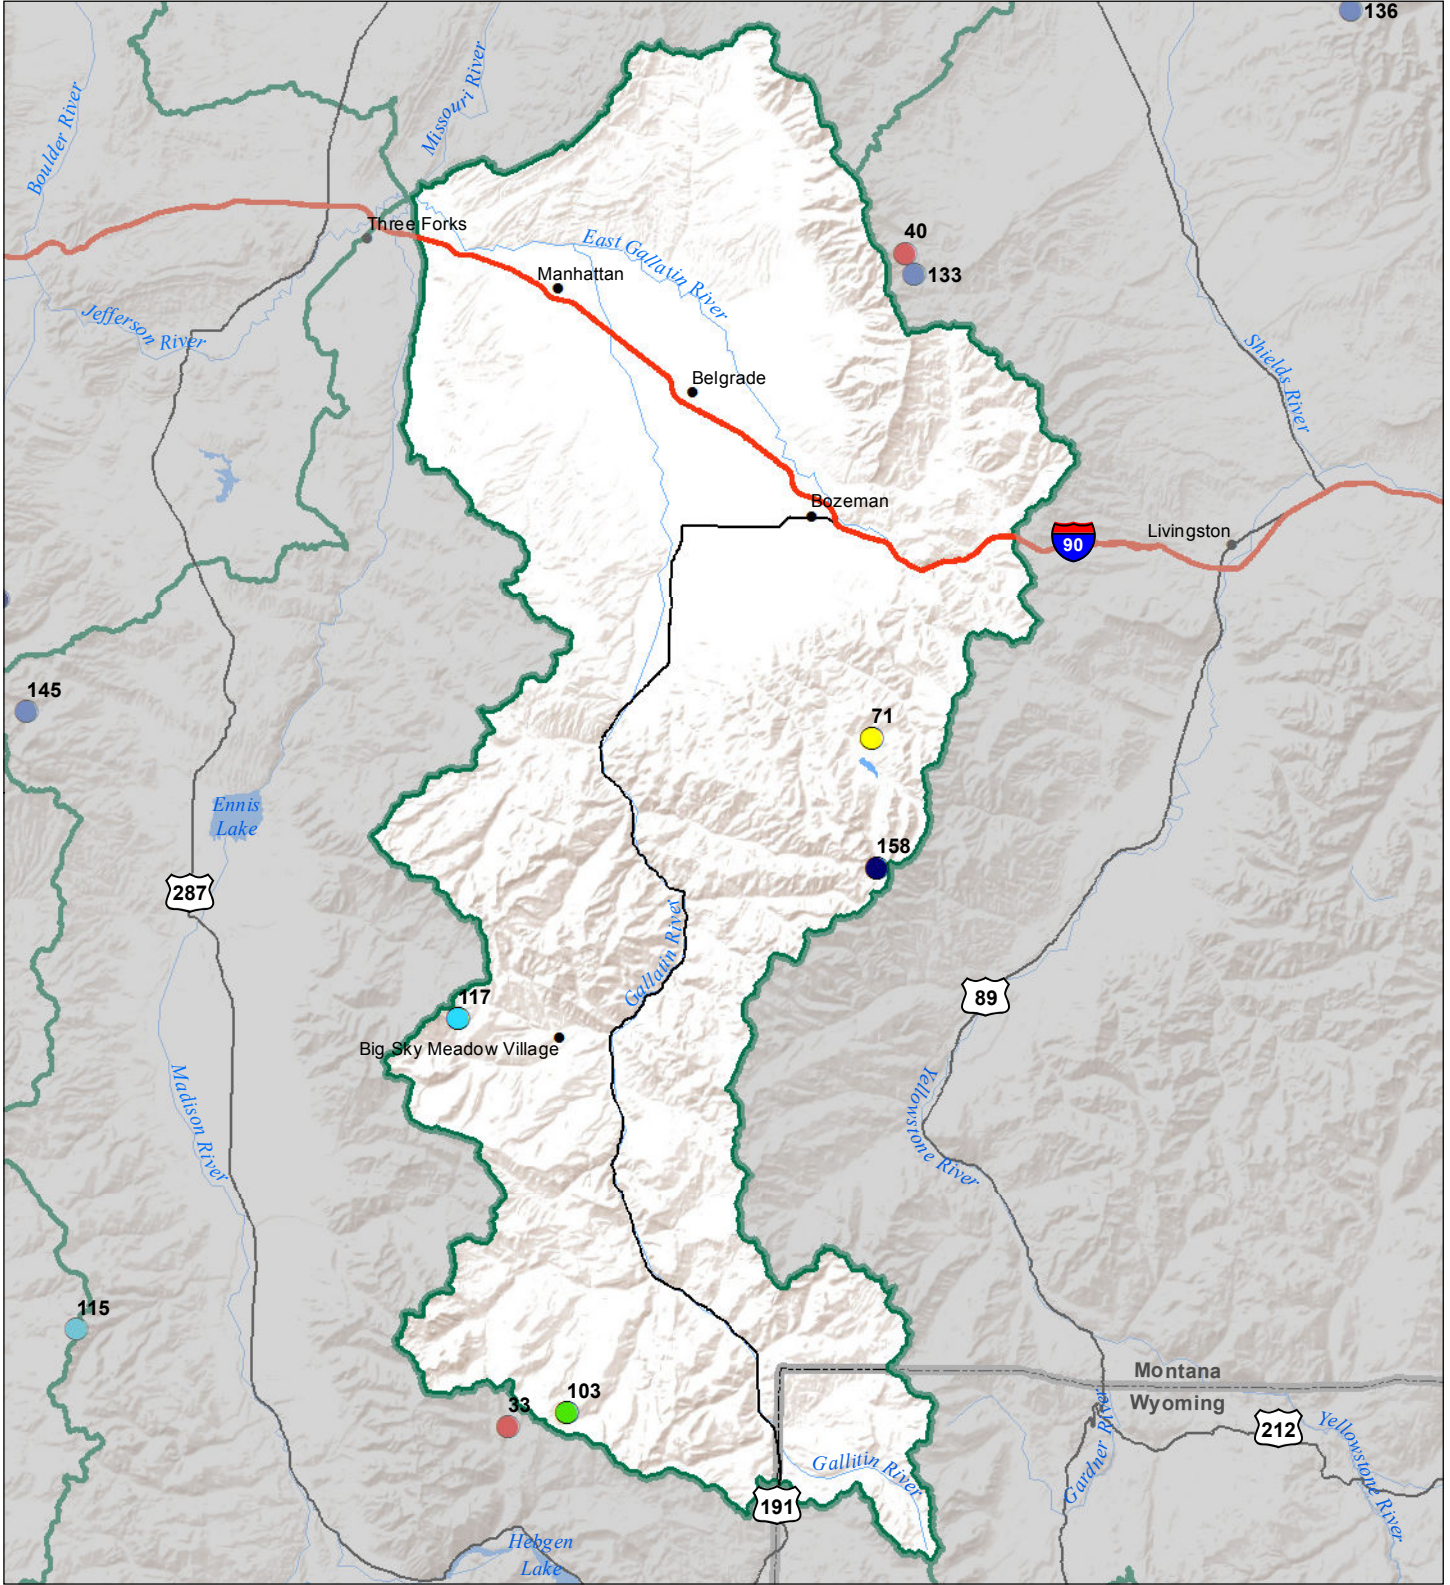 136
Missouri River
Boulder River
Three Forks
40
133
East Gallatin River
Manhattan
Jefferson River
Shields River
Belgrade
Bozeman
Livingston
90
145
71
Ennis
Lake
158
287
Gallatin River
117
89
Big Sky Meadow Village
Madison River
Yellowstone River
115
Montana
Wyoming
33
103
212
Gardner River
Yellowstone River
Gallitin River
191
Hebgen
Lake